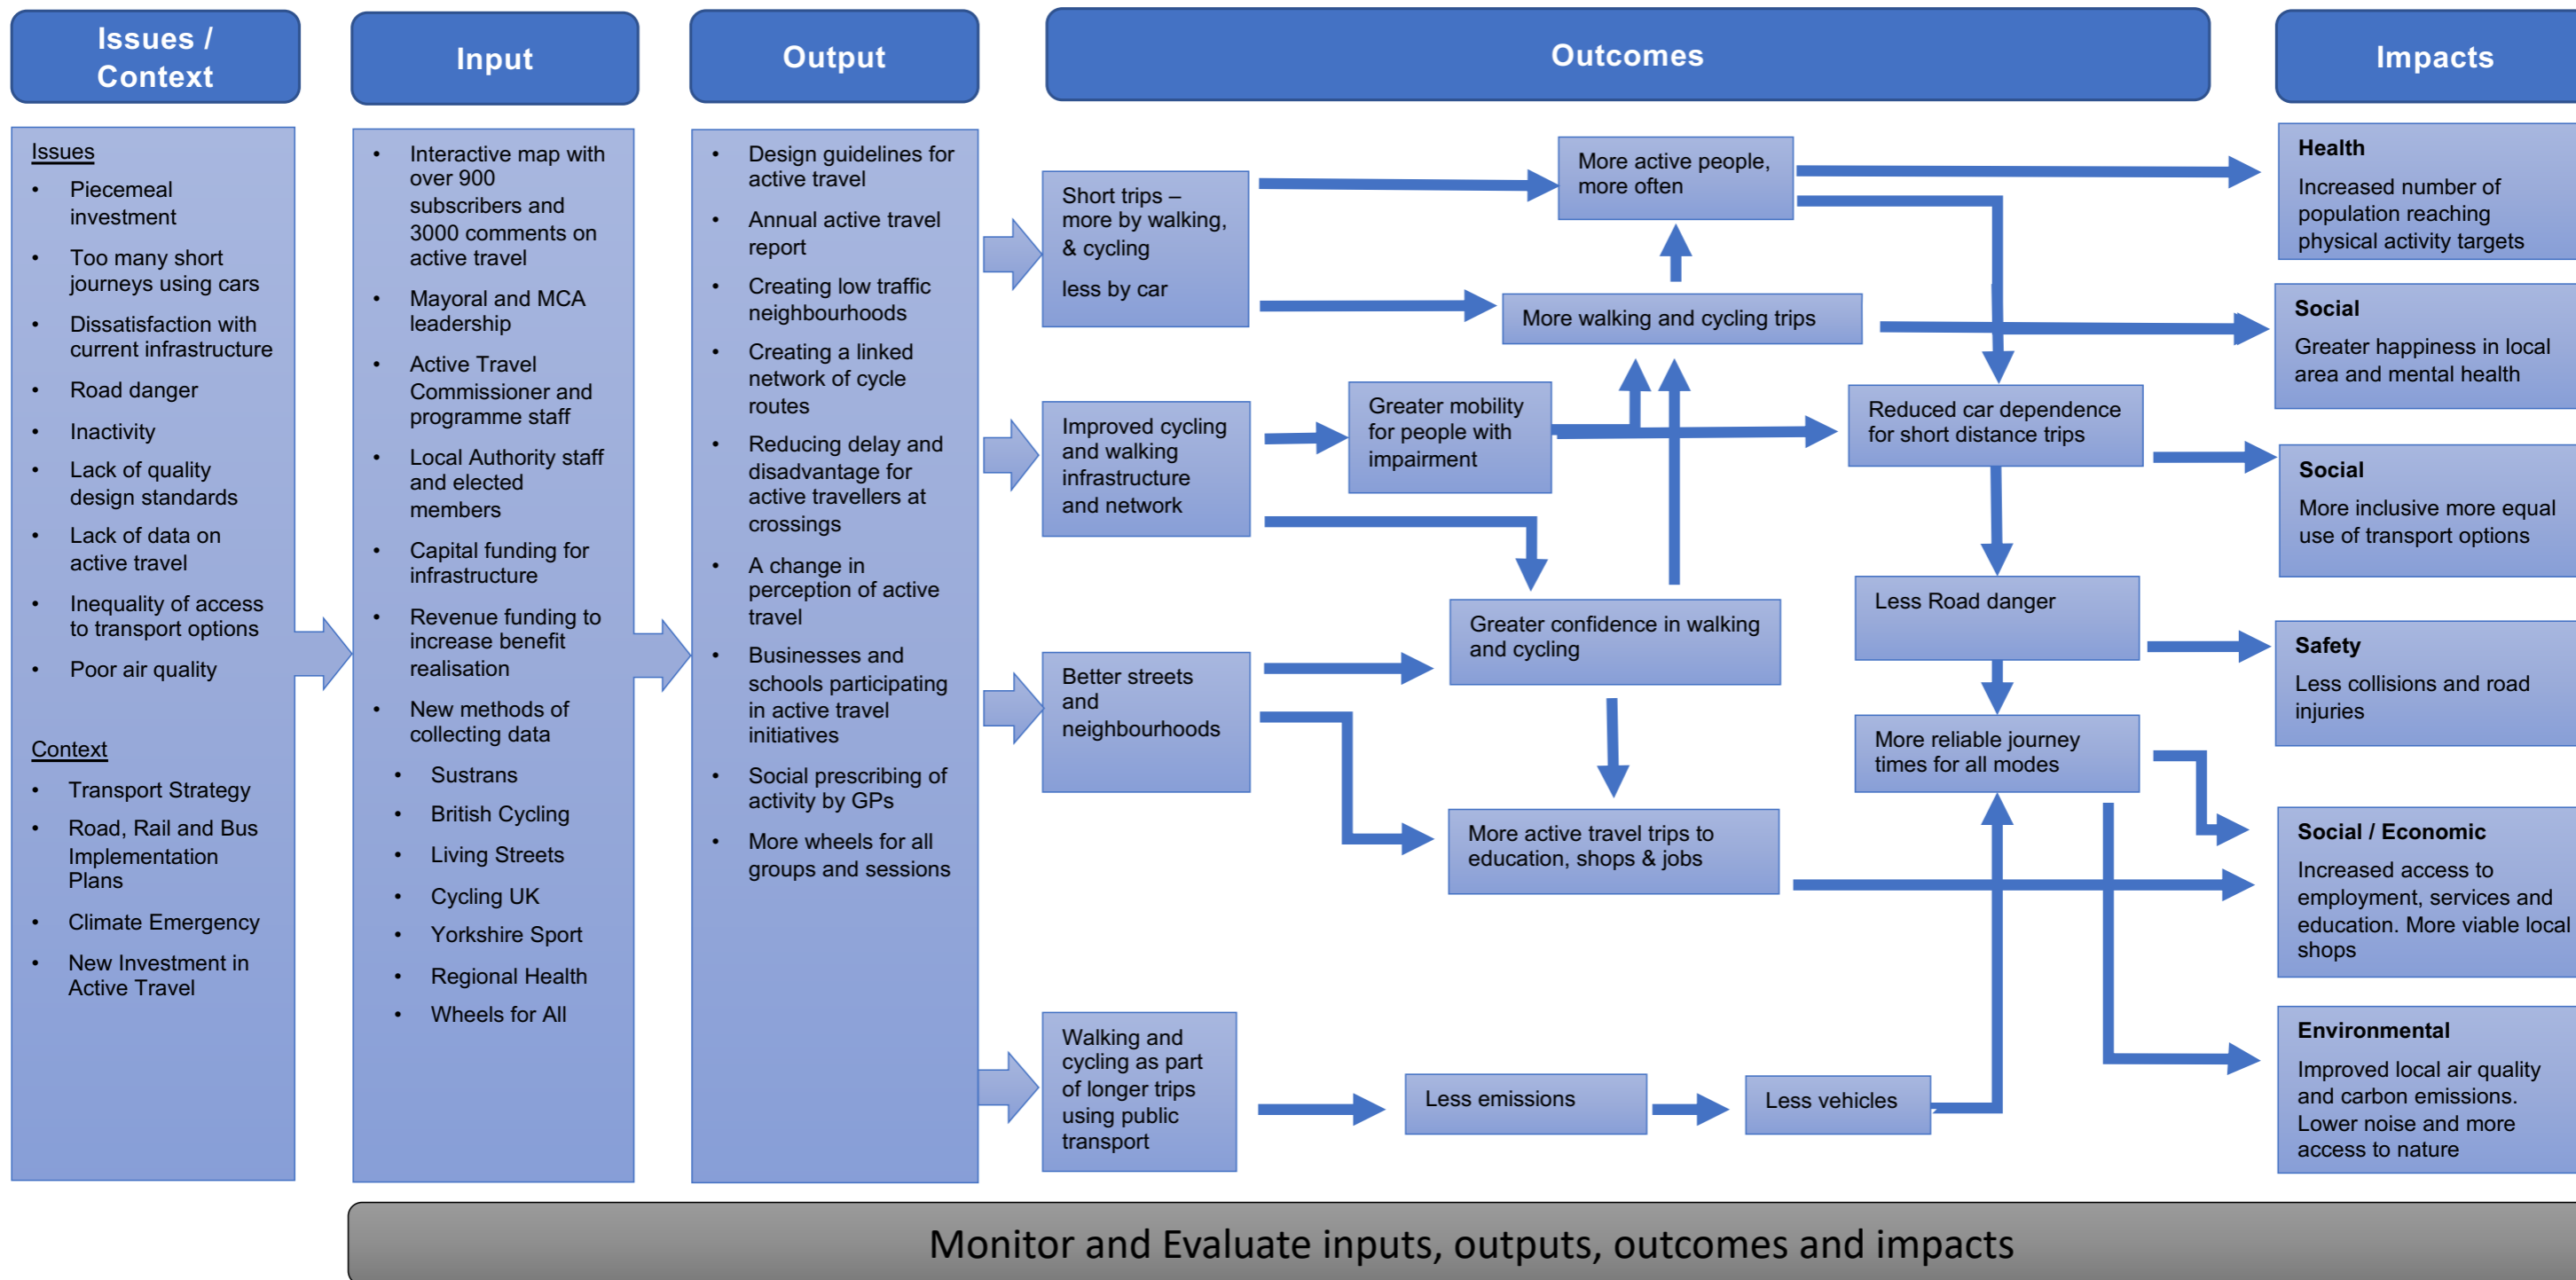 Issues /
Context
Input
Output
Outcomes
Impacts
Issues
• Piecemeal
investment
• Too many short
journeys using cars
• Dissatisfaction with
current infrastructure
• Road danger
• Inactivity
• Lack of quality
design standards
• Lack of data on
active travel
• Inequality of access
to transport options
• Poor air quality
Context
• Transport Strategy
• Road, Rail and Bus
Implementation
Plans
• Climate Emergency
• New Investment in
Active Travel
• Interactive map with
over 900
subscribers and
3000 comments on
active travel
• Mayoral and MCA
leadership
• Active Travel
Commissioner and
programme staff
• Local Authority staff
and elected
members
• Capital funding for
infrastructure
• Revenue funding to
increase benefit
realisation
• New methods of
collecting data
• Sustrans
• British Cycling
• Living Streets
• Cycling UK
• Yorkshire Sport
• Regional Health
• Wheels for All
• Design guidelines for
active travel
• Annual active travel
report
• Creating low traffic
neighbourhoods
• Creating a linked
network of cycle
routes
• Reducing delay and
disadvantage for
active travellers at
crossings
• A change in
perception of active
travel
• Businesses and
schools participating
in active travel
initiatives
• Social prescribing of
activity by GPs
• More wheels for all
groups and sessions
Short trips –
more by walking,
& cycling
less by car
Improved cycling
and walking
infrastructure
and network
Better streets
and
neighbourhoods
Walking and
cycling as part
of longer trips
using public
transport
More active people,
more often
More walking and cycling trips
Greater mobility
for people with
impairment
Greater confidence in walking
and cycling
More active travel trips to
education, shops & jobs
Less emissions
Less vehicles
Reduced car dependence
for short distance trips
Less Road danger
More reliable journey
times for all modes
Health
Increased number of
population reaching
physical activity targets
Social
Greater happiness in local
area and mental health
Social
More inclusive more equal
use of transport options
Safety
Less collisions and road
injuries
Social / Economic
Increased access to
employment, services and
education. More viable local
shops
Environmental
Improved local air quality
and carbon emissions.
Lower noise and more
access to nature
Monitor and Evaluate inputs, outputs, outcomes and impacts